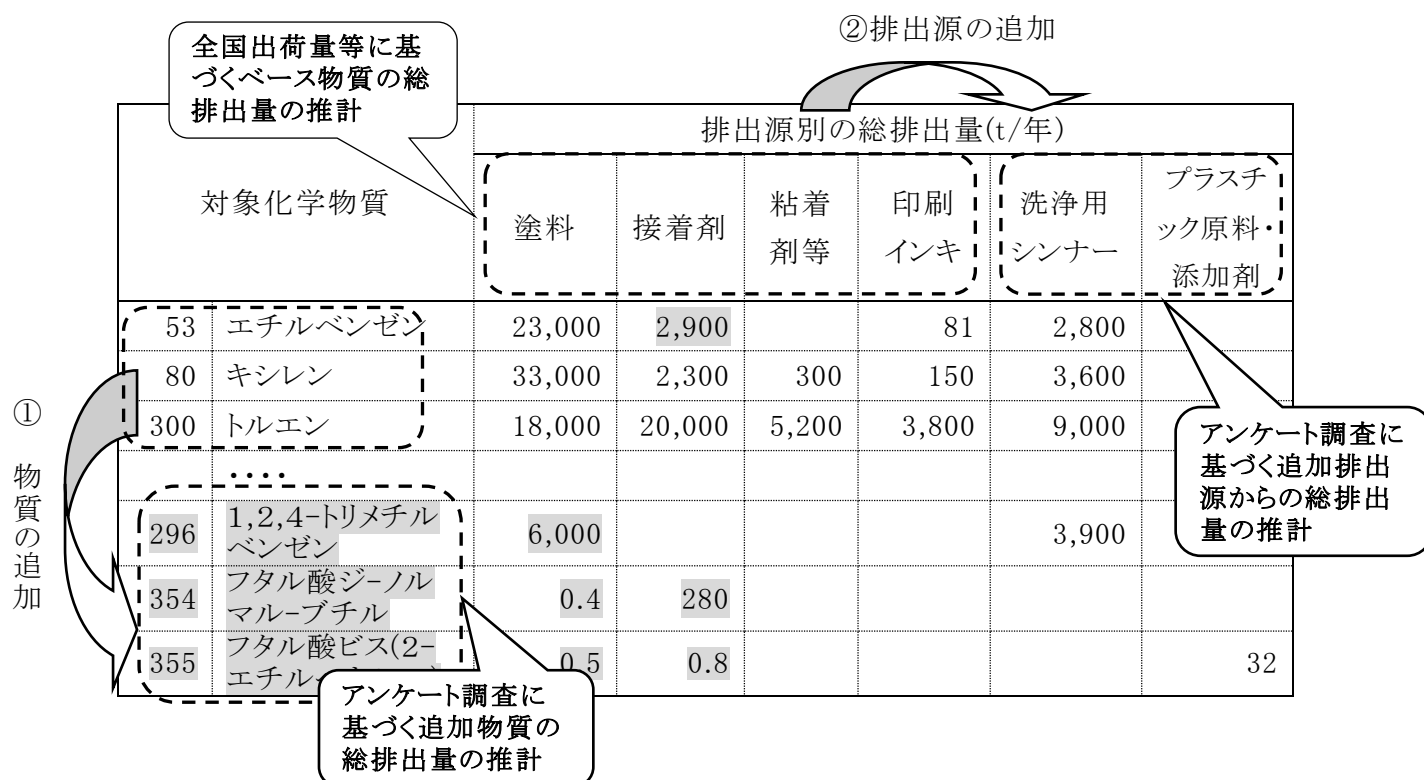 ②排出源の追加
全国出荷量等に基
づくベース物質の総
排出量の推計
排出源別の総排出量(t/年)
対象化学物質
塗料
接着剤
粘着
剤等
印刷
インキ
洗浄用
シンナー
プラスチ
ック原料・
添加剤
53 エチルベンゼン 23,000 2,900 81 2,800
80 キシレン 33,000 2,300 300 150 3,600
300 トルエン 18,000 20,000 5,200 3,800 9,000
‥‥
296 1,2,4-トリメチル
ベンゼン 6,000 3,900
354 フタル酸ジ-ノル
マル-ブチル 0.4 280
355 フタル酸ビス(2-
エチル 0.5 0.8 32
①
物質の追加
アンケート調査に
基づく追加排出
源からの総排出
量の推計
アンケート調査に
基づく追加物質の
総排出量の推計